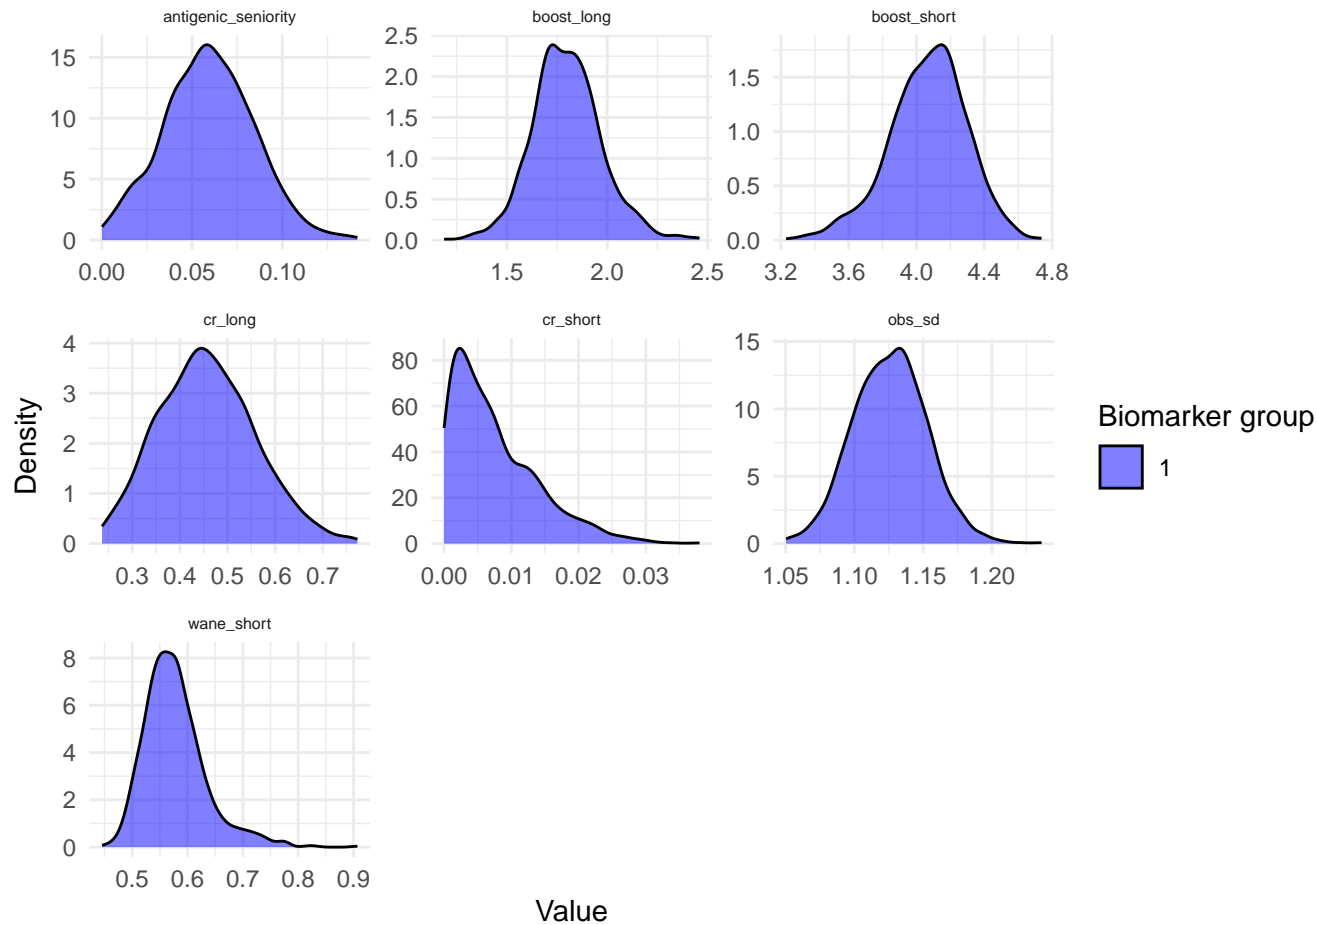 antigenic_seniority
boost_long
boost_short
15
10
5
0
0.00 0.05 0.10
2.5
2.0
1.5
1.0
0.5
0.0
1.5 2.0 2.5
1.5
1.0
0.5
0.0
3.2 3.6 4.0 4.4 4.8
cr_long
cr_short
obs_sd
4
3
2
1
0
0.3 0.4 0.5 0.6 0.7
80
60
40
20
0
0.00 0.01 0.02 0.03
15
10
5
0
1.05 1.10 1.15 1.20
wane_short
8
6
4
2
0
0.5 0.6 0.7 0.8 0.9
Density
Value
Biomarker group
1